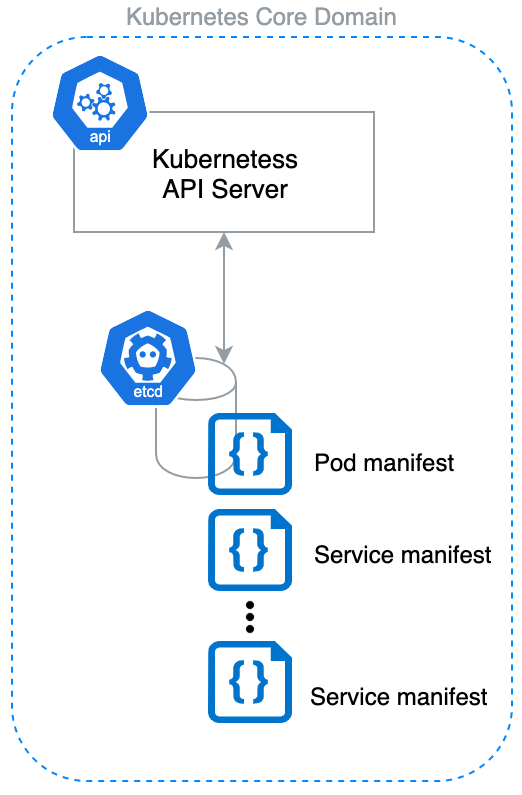 Kubernetes Core Domain
api
Kubernetess
API Server
etcd
{}
Pod manifest
{}
Service manifest
{}
Service manifest